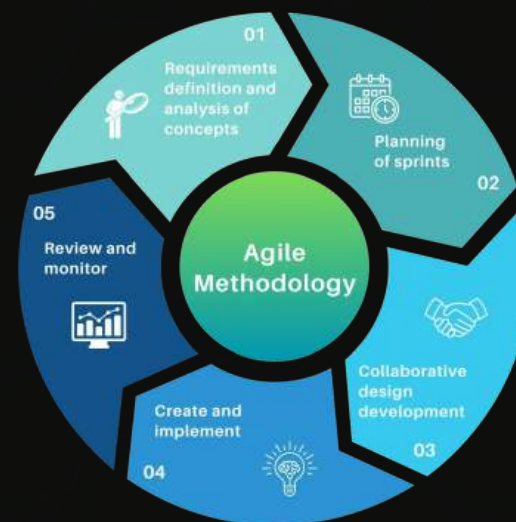 01
Requirements
definition and
analysis of
concepts
Planning
of sprints
02
Collaborative
design
development
03
Create and
implement
04
05
Review and
monitor
Agile
Methodology